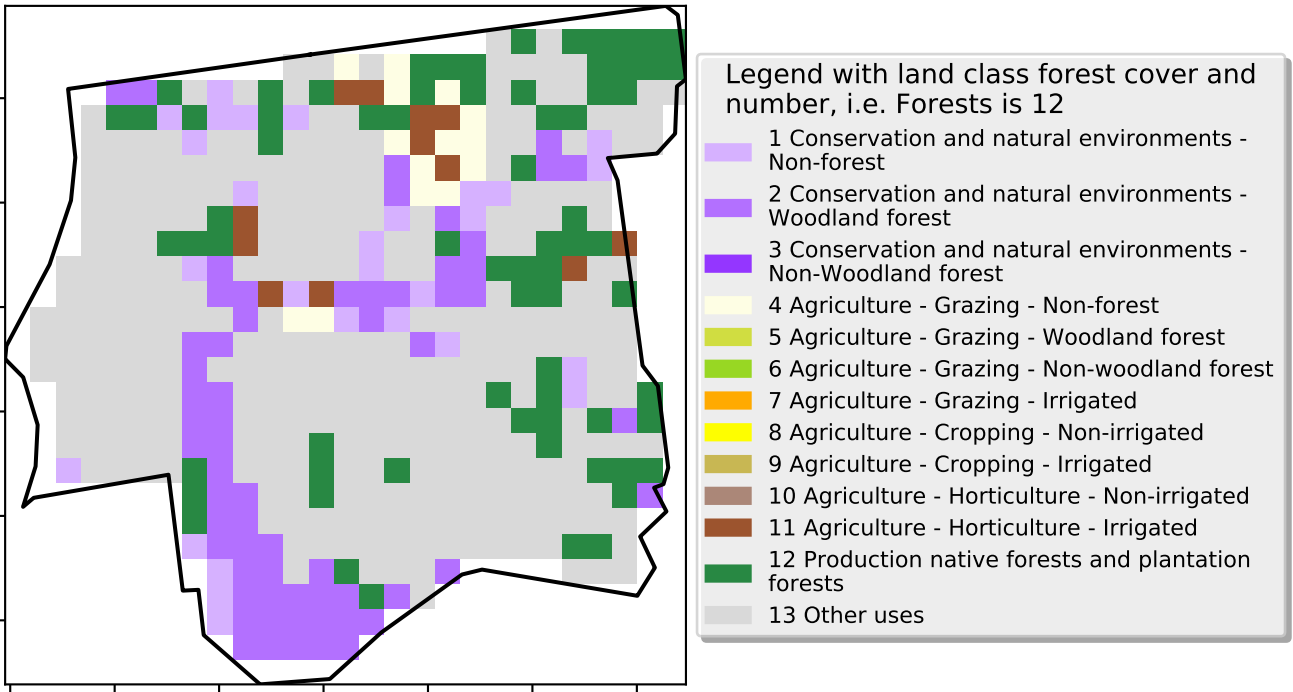 Legend with land class forest cover and
number, i.e. Forests is 12
1 Conservation and natural environments -
Non-forest
2 Conservation and natural environments -
Woodland forest
3 Conservation and natural environments -
Non-Woodland forest
4 Agriculture - Grazing - Non-forest
5 Agriculture - Grazing - Woodland forest
6 Agriculture - Grazing - Non-woodland forest
7 Agriculture - Grazing - Irrigated
8 Agriculture - Cropping - Non-irrigated
9 Agriculture - Cropping - Irrigated
10 Agriculture - Horticulture - Non-irrigated
11 Agriculture - Horticulture - Irrigated
12 Production native forests and plantation
forests
13 Other uses